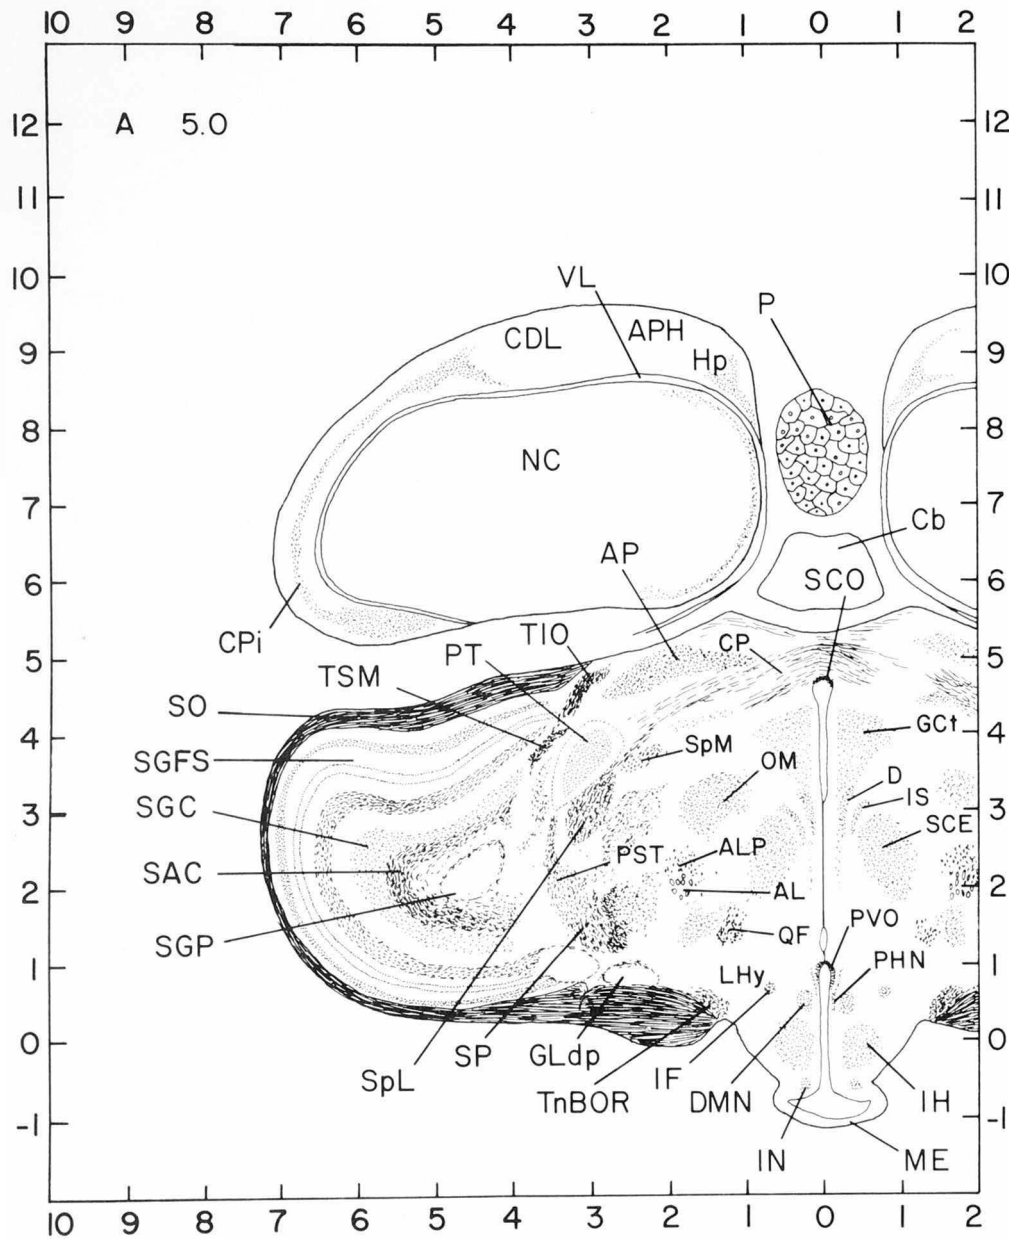 10 9 8 7 6 5 4 3 2 1 0 1 2
A 5.0
12 12
11 11
10 10
9 9
8 8
7 7
6 6
5 5
4 4
3 3
2 2
1 1
0 0
-1 -1
VL
P
CDL
APH
Hp
NC
Cb
AP
SCO
CPi
TIO
PT
CP
TSM
SO
GCt
SpM
SGFS
OM
D
IS
SGC
SCE
PST
ALP
SAC
AL
PVO
QF
SGP
PHN
LHy
SP
GLdp
SpL
IF
TnBOR
DMN
IH
IN
ME
10 9 8 7 6 5 4 3 2 1 0 1 2